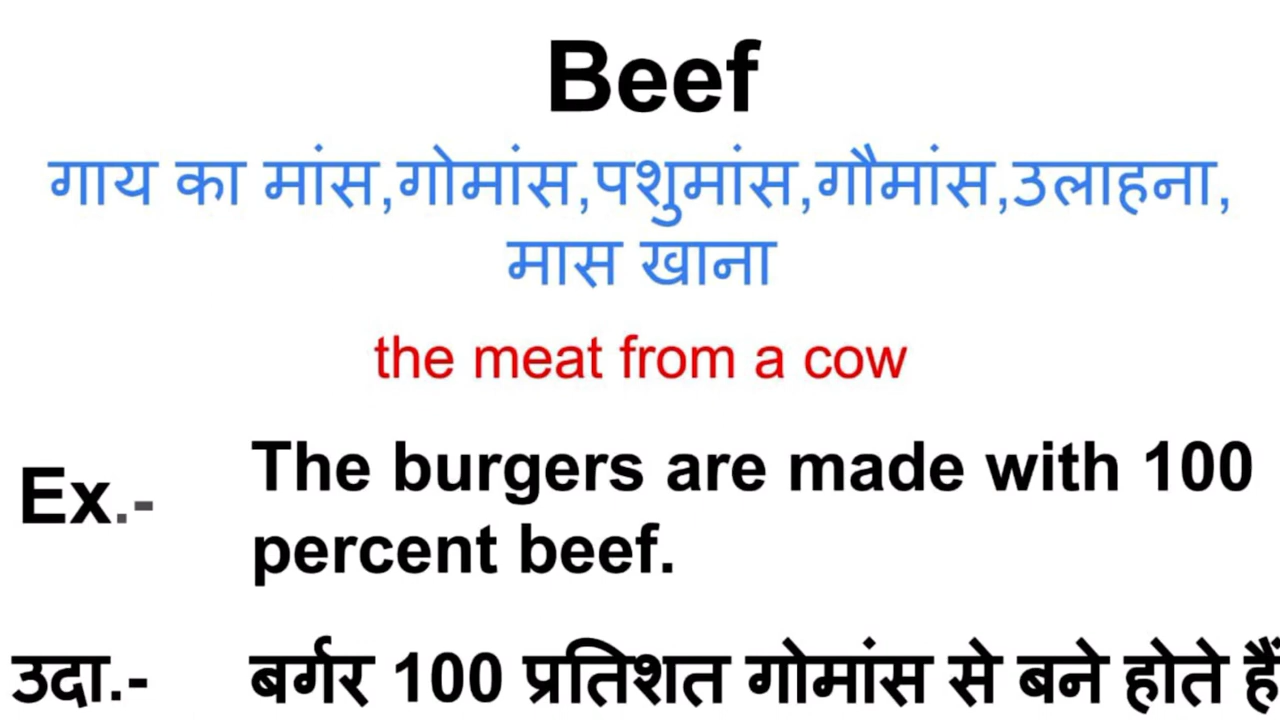 Beef
गाय का मांस,गोमांस,पशुमांस,गौमांस,उलाहना,
मास खाना
the meat from a cow
Ex.- The burgers are made with 100
percent beef.
उदा.- बर्गर 100 प्रतिशत गोमांस से बने होते हैं